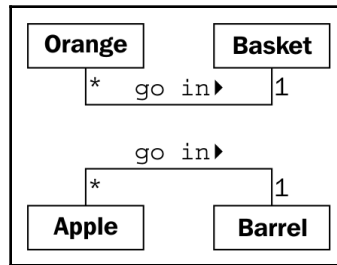 Orange Basket
* go in▶ 1
go in▶
* 1
Apple Barrel